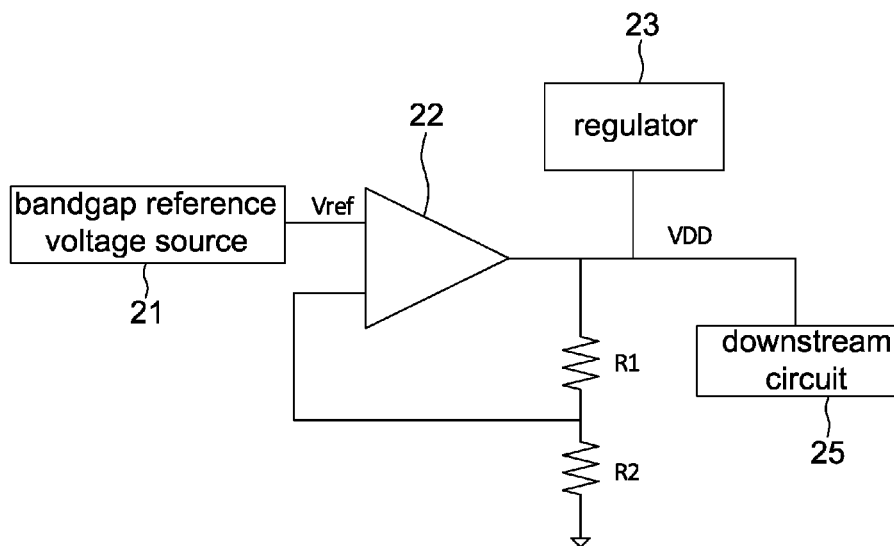 23
regulator
22
bandgap reference
voltage source
Vref
21
VDD
downstream
circuit
25
R1
R2